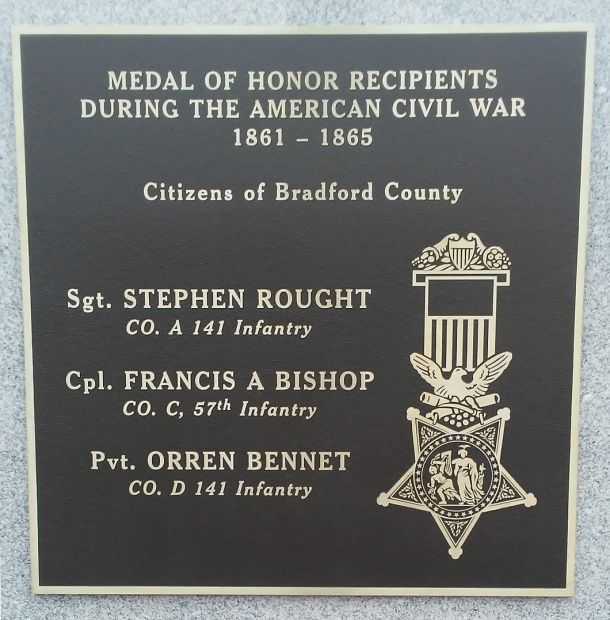 MEDAL OF HONOR RECIPIENTS
DURING THE AMERICAN CIVIL WAR
1861 – 1865
Citizens of Bradford County
Sgt. STEPHEN ROUGHT
CO. A 141 Infantry
Cpl. FRANCIS A BISHOP
CO. C, 57th Infantry
Pvt. ORREN BENNET
CO. D 141 Infantry